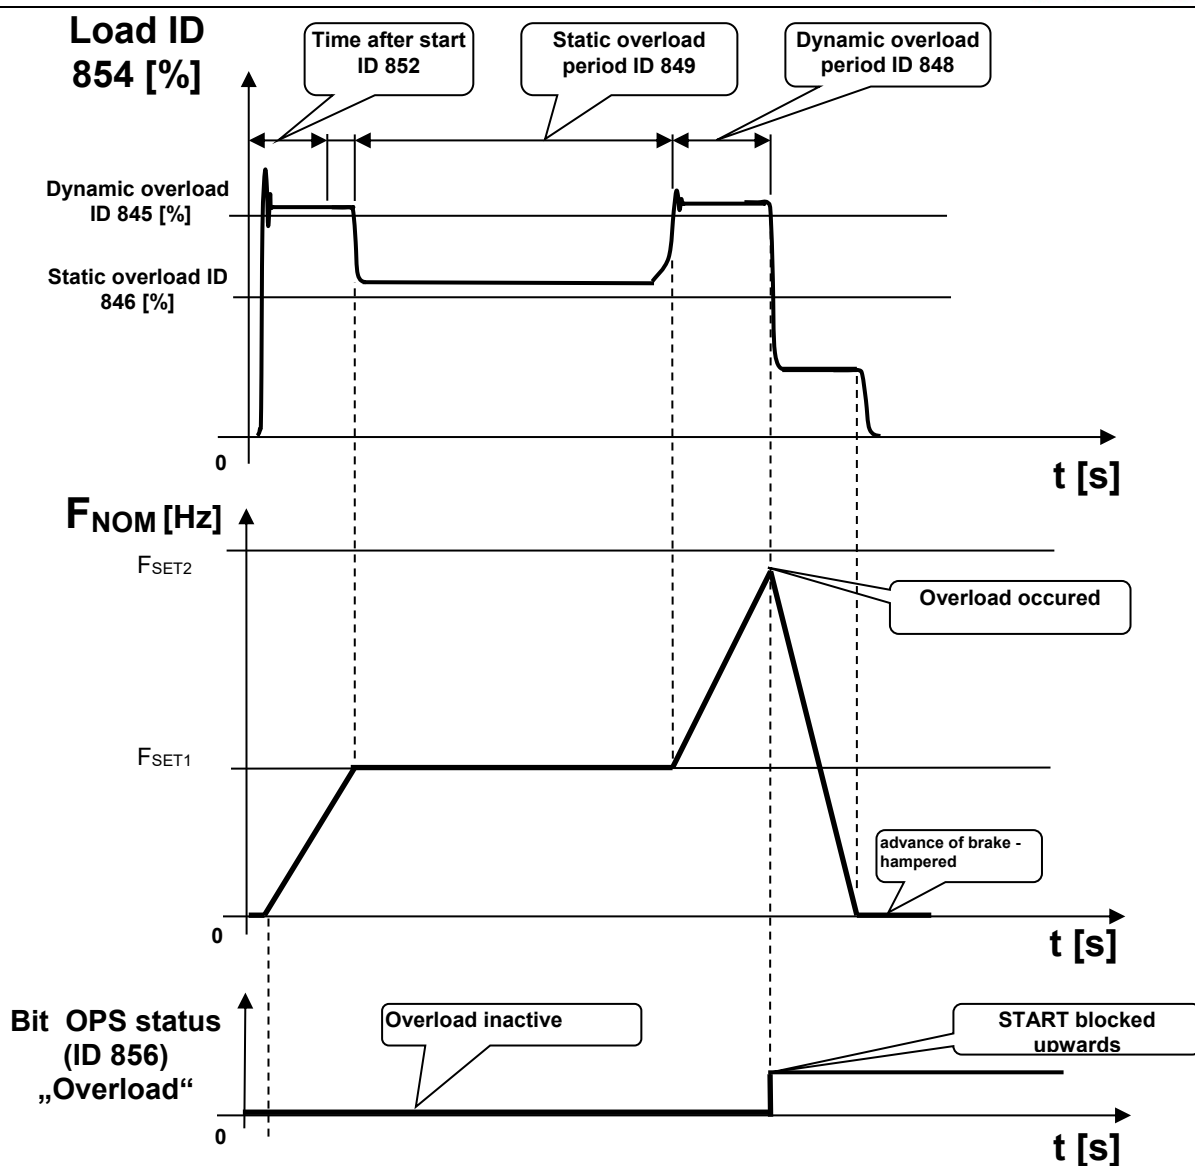 Load ID
854 [%]
Time after start
ID 852
Static overload
period ID 849
Dynamic overload
period ID 848
Dynamic overload
ID 845 [%]
Static overload ID
846 [%]
0
t [s]
FNOM [Hz]
FSET2
Overload occured
FSET1
advance of brake -
hampered
0
t [s]
Bit OPS status
(ID 856)
„Overload“
Overload inactive
START blocked
upwards
0
t [s]